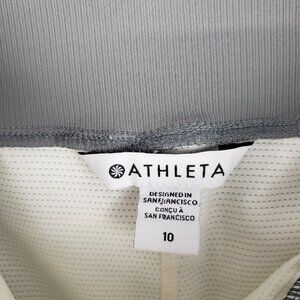 ATHLETA
DESIGNED IN
SAN FRANCISCO
CONÇU À
SAN FRANCISCO
10